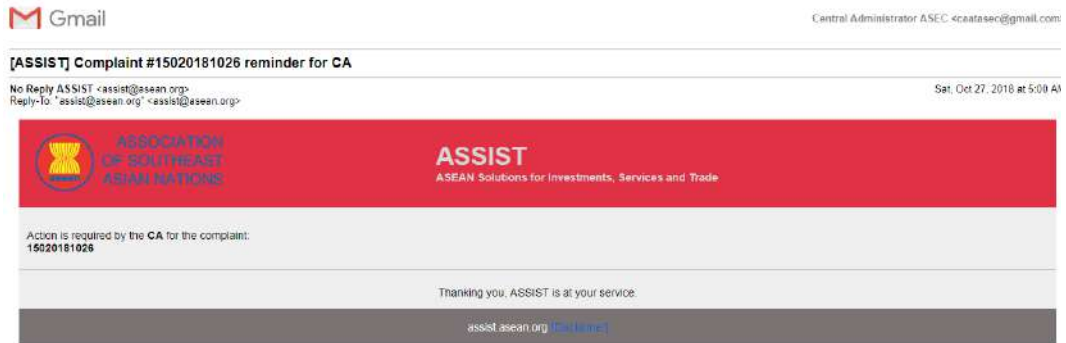 Gmail
Central Administrator ASEC <caatasec@gmail.com>
[ASSIST] Complaint #15020181026 reminder for CA
No Reply ASSIST <assist@asean.org>
Sat, Oct 27, 2018 at 5:00 AM
Reply-To: "assist@asean.org" <assist@asean.org>
ASSOCIATION
OF SOUTHEAST
ASIAN NATIONS
ASSIST
ASEAN Solutions for Investments, Services and Trade
Action is required by the CA for the complaint:
15020181026
Thanking you, ASSIST is at your service.
assist.asean.org [Disclaimer]